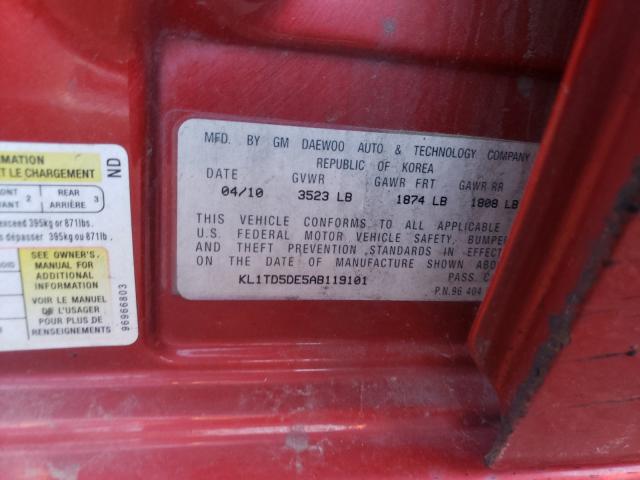 MFD. BY GM DAEWOO AUTO & TECHNOLOGY COMPANY
REPUBLIC OF KOREA
DATE GVWR GAWR FRT GAWR RR
04/10 3523 LB 1874 LB 1808 LB
THIS VEHICLE CONFORMS TO ALL APPLICABLE
U.S. FEDERAL MOTOR VEHICLE SAFETY, BUMPER
AND THEFT PREVENTION STANDARDS IN EFFECT
ON THE DATE OF MANUFACTURE SHOWN
KL1TD5DE5AB119101 PASS.
P.N.96 404
ET LE CHARGEMENT
ND
2 REAR 3
ARRIÈRE
exceed 395kg or 871lbs.
dépasser 395kg ou 871lb.
SEE OWNER'S
MANUAL FOR
ADDITIONAL
INFORMATION
VOIR LE MANUEL
DE L'USAGER
POUR PLUS DE
RENSEIGNEMENTS
96966803